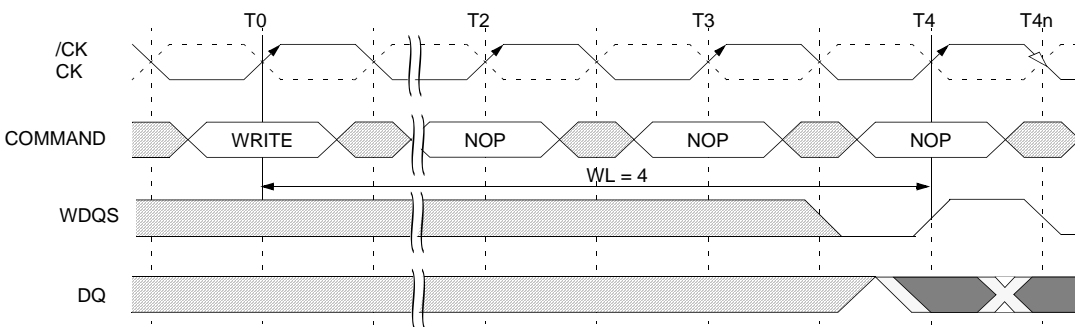 T0 T2 T3 T4 T4n
/CK
CK
COMMAND WRITE NOP NOP NOP
WL = 4
WDQS
DQ